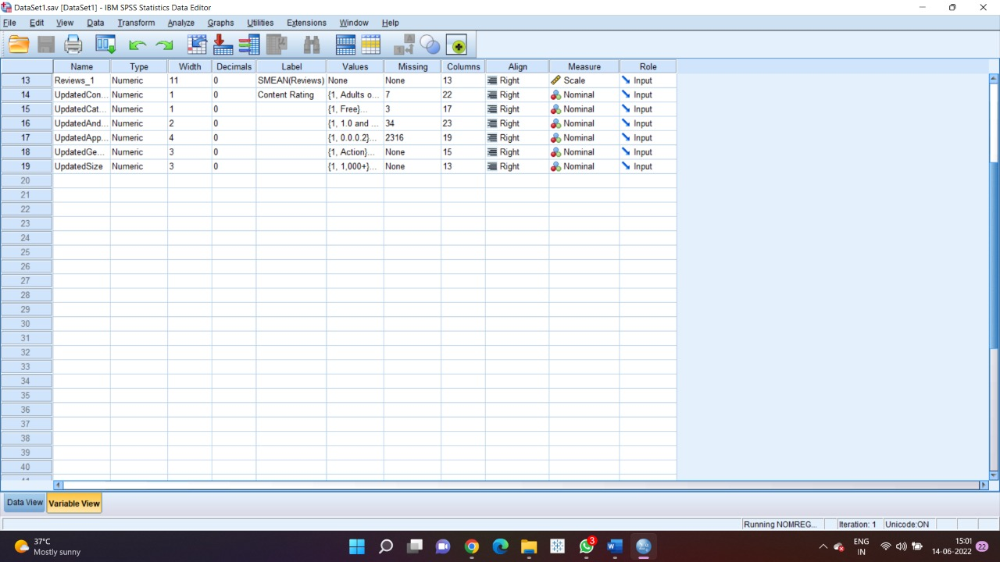 DataSet1.sav [DataSet1] - IBM SPSS Statistics Data Editor
File Edit View Data Transform Analyze Graphs Utilities Extensions Window Help
Name Type Width Decimals Label Values Missing Columns Align Measure Role
13 Reviews_1 Numeric 11 0 SMEAN(Reviews) None None 13 Right Scale Input
14 UpdatedCon... Numeric 1 0 Content Rating {1, Adults o... 7 22 Right Nominal Input
15 UpdatedCat... Numeric 1 0 {1, Free}... 3 17 Right Nominal Input
16 UpdatedAnd... Numeric 2 0 {1, 1.0 and ... 34 23 Right Nominal Input
17 UpdatedApp... Numeric 4 0 {1, 0.0.0.2}... 2316 19 Right Nominal Input
18 UpdatedGe... Numeric 3 0 {1, Action}... None 15 Right Nominal Input
19 UpdatedSize Numeric 3 0 {1, 1,000+}... None 13 Right Nominal Input
20
21
22
23
24
25
26
27
28
29
30
31
32
33
34
35
36
37
38
39
40
Data View Variable View
Running NOMREG... Iteration: 1 Unicode:ON
37°C
Mostly sunny
3
ENG
IN
15:01
14-06-2022
22